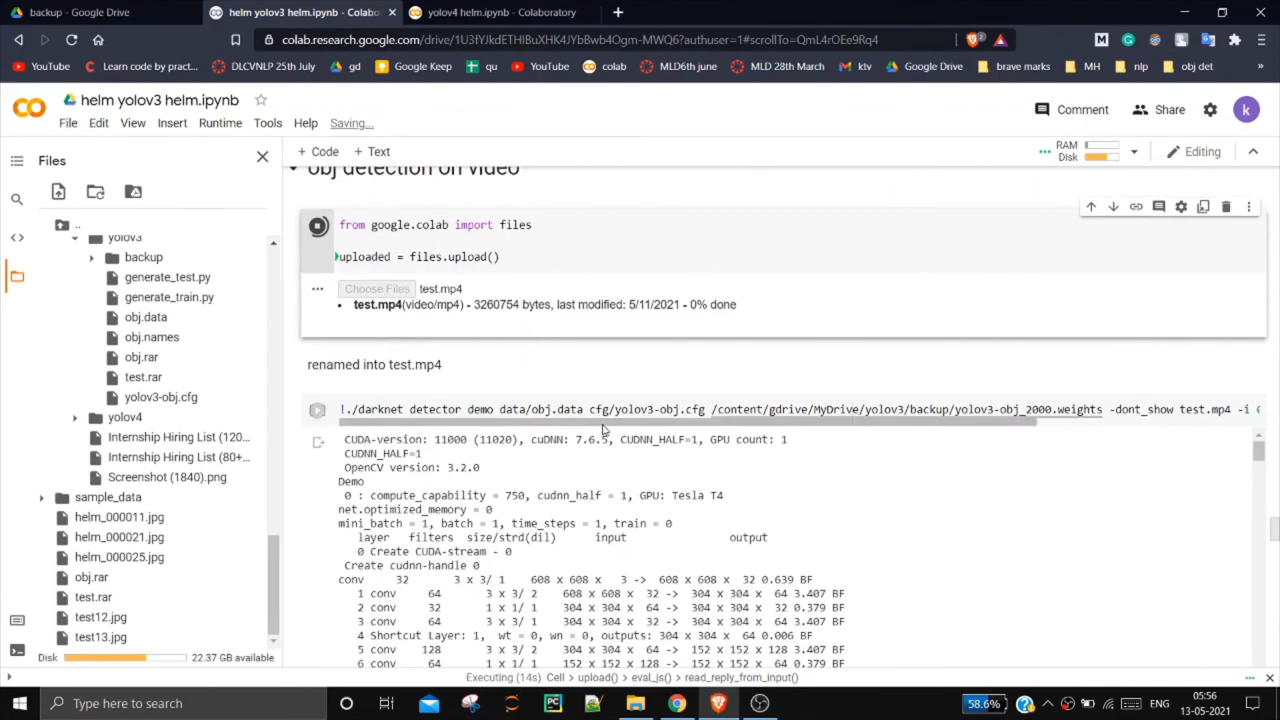 backup - Google Drive
helm yolov3 helm.ipynb - Colabo
yolov4 helm.ipynb - Colaboratory
colab.research.google.com/drive/1U3fYJkdETHIBuXHK4JYbBwb4Ogm-MWQ6?authuser=1#scrollTo=QmL4rOEe9Rq4
YouTube
Learn code by pract...
DLCVNLP 25th July
gd
Google Keep
qu
YouTube
colab
MLD6th june
MLD 28th March
ktv
Google Drive
brave marks
MH
nlp
obj det
»
CO
helm yolov3 helm.ipynb
Comment
Share
k
File Edit View Insert Runtime Tools Help Saving...
Files
+ Code + Text
RAM
Disk
Editing
..
yolov3
backup
generate_test.py
generate_train.py
obj.data
obj.names
obj.rar
test.rar
yolov3-obj.cfg
yolov4
Internship Hiring List (120...
Internship Hiring List (80+...
Screenshot (1840).png
sample_data
helm_000011.jpg
helm_000021.jpg
helm_000025.jpg
obj.rar
test.rar
test12.jpg
test13.jpg
Disk 22.37 GB available
obj detection on video
from google.colab import files
uploaded = files.upload()
Choose Files test.mp4
• test.mp4(video/mp4) - 3260754 bytes, last modified: 5/11/2021 - 0% done
renamed into test.mp4
!./darknet detector demo data/obj.data cfg/yolov3-obj.cfg /content/gdrive/MyDrive/yolov3/backup/yolov3-obj_2000.weights -dont_show test.mp4 -i
CUDA-version: 11000 (11020), cuDNN: 7.6.5, CUDNN_HALF=1, GPU count: 1
CUDNN_HALF=1
OpenCV version: 3.2.0
Demo
0 : compute_capability = 750, cudnn_half = 1, GPU: Tesla T4
net.optimized_memory = 0
mini_batch = 1, batch = 1, time_steps = 1, train = 0
layer filters size/strd(dil) input output
0 Create CUDA-stream - 0
Create cudnn-handle 0
conv 32 3 x 3/ 1 608 x 608 x 3 -> 608 x 608 x 32 0.639 BF
1 conv 64 3 x 3/ 2 608 x 608 x 32 -> 304 x 304 x 64 3.407 BF
2 conv 32 1 x 1/ 1 304 x 304 x 64 -> 304 x 304 x 32 0.379 BF
3 conv 64 3 x 3/ 1 304 x 304 x 32 -> 304 x 304 x 64 3.407 BF
4 Shortcut Layer: 1, wt = 0, wn = 0, outputs: 304 x 304 x 64 0.006 BF
5 conv 128 3 x 3/ 2 304 x 304 x 64 -> 152 x 152 x 128 3.407 BF
6 conv 64 1 x 1/ 1 152 x 152 x 128 -> 152 x 152 x 64 0.379 BF
Executing (14s) Cell > upload() > eval_js() > read_reply_from_input()
Type here to search
PC
58.6%
ENG
05:56
13-05-2021